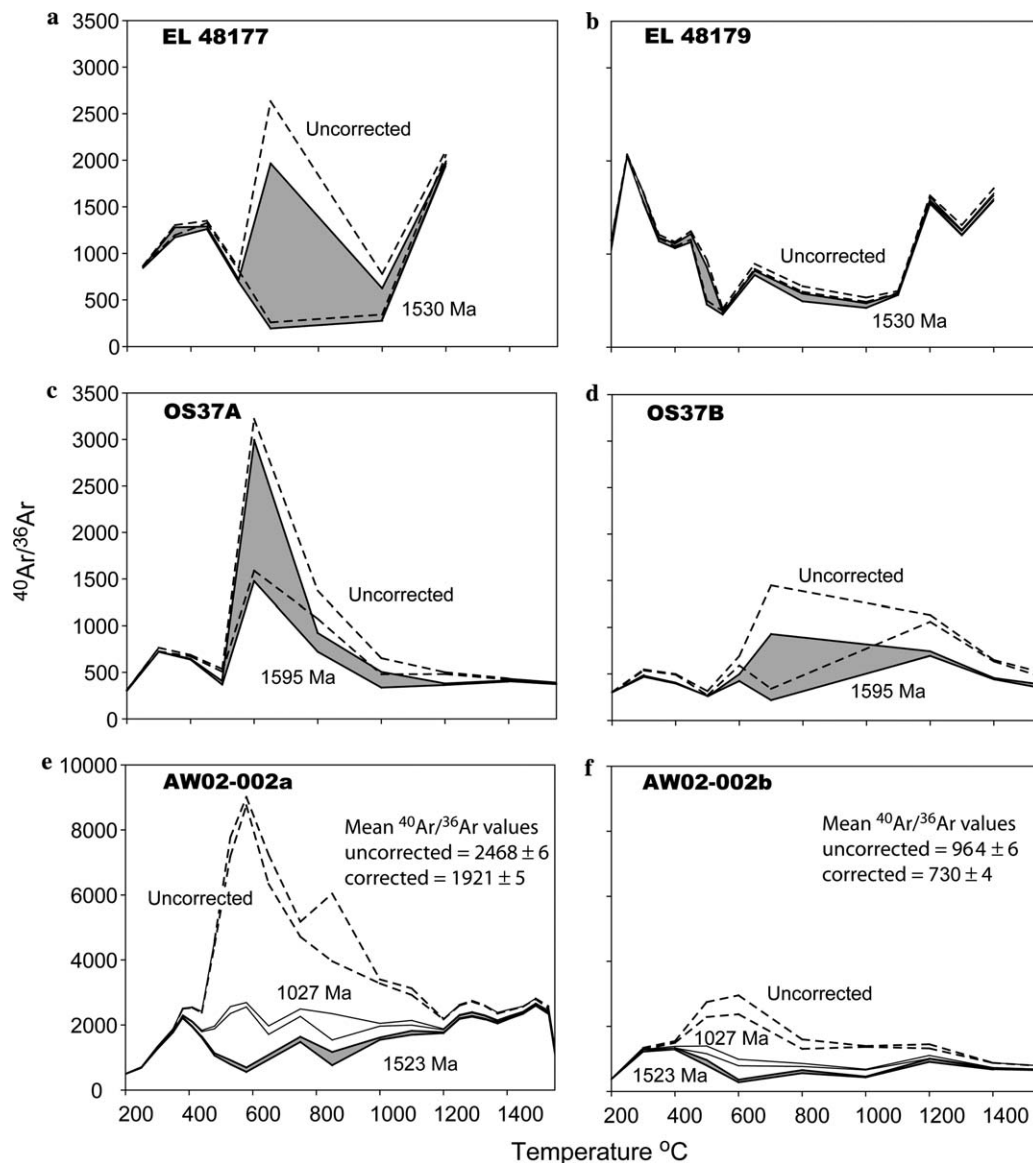 a
EL 48177
3500
3000
2500
2000
1500
1000
500
0
Uncorrected
1530 Ma
b
EL 48179
Uncorrected
1530 Ma
c
OS37A
3500
3000
2500
2000
1500
1000
500
0
Uncorrected
1595 Ma
d
OS37B
Uncorrected
1595 Ma
⁴⁰Ar/³⁶Ar
e
AW02-002a
10000
8000
6000
4000
2000
0
Mean ⁴⁰Ar/³⁶Ar values
uncorrected = 2468 ± 6
corrected = 1921 ± 5
Uncorrected
1027 Ma
1523 Ma
200 400 600 800 1000 1200 1400
f
AW02-002b
Mean ⁴⁰Ar/³⁶Ar values
uncorrected = 964 ± 6
corrected = 730 ± 4
Uncorrected
1027 Ma
1523 Ma
200 400 600 800 1000 1200 1400
Temperature °C